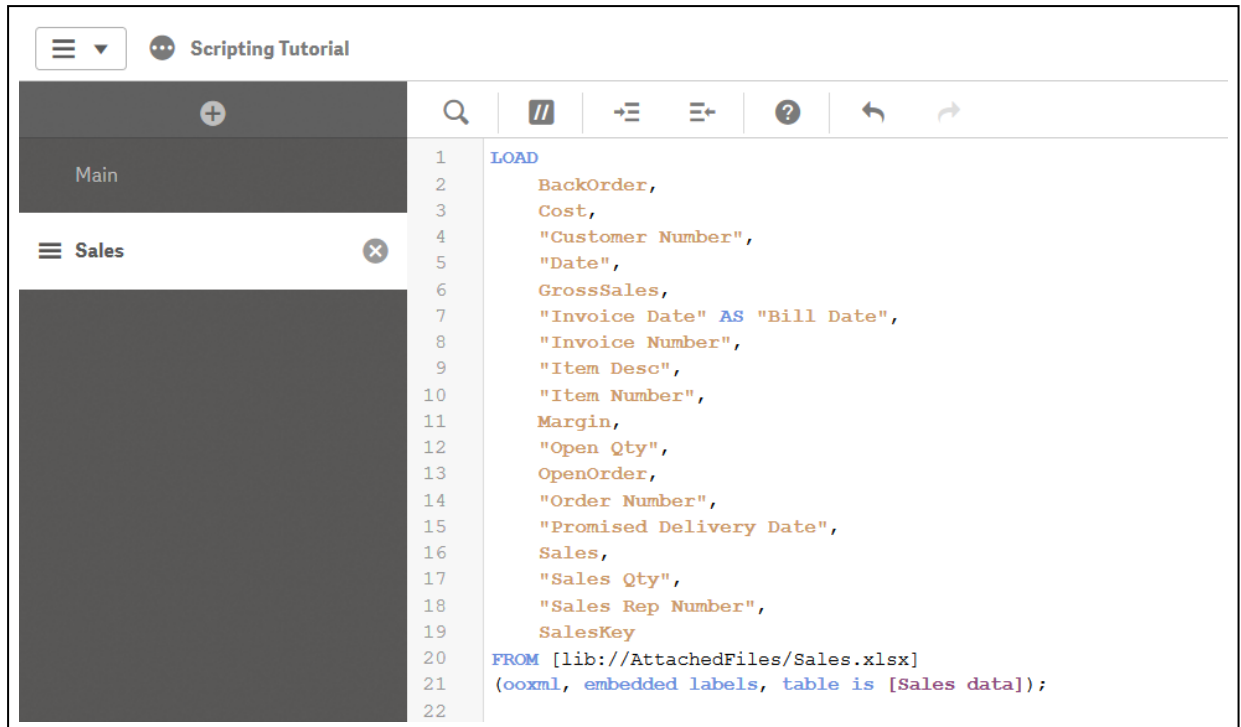 Scripting Tutorial
Main
Sales
1 LOAD
2 BackOrder,
3 Cost,
4 "Customer Number",
5 "Date",
6 GrossSales,
7 "Invoice Date" AS "Bill Date",
8 "Invoice Number",
9 "Item Desc",
10 "Item Number",
11 Margin,
12 "Open Qty",
13 OpenOrder,
14 "Order Number",
15 "Promised Delivery Date",
16 Sales,
17 "Sales Qty",
18 "Sales Rep Number",
19 SalesKey
20 FROM [lib://AttachedFiles/Sales.xlsx]
21 (ooxml, embedded labels, table is [Sales data]);
22